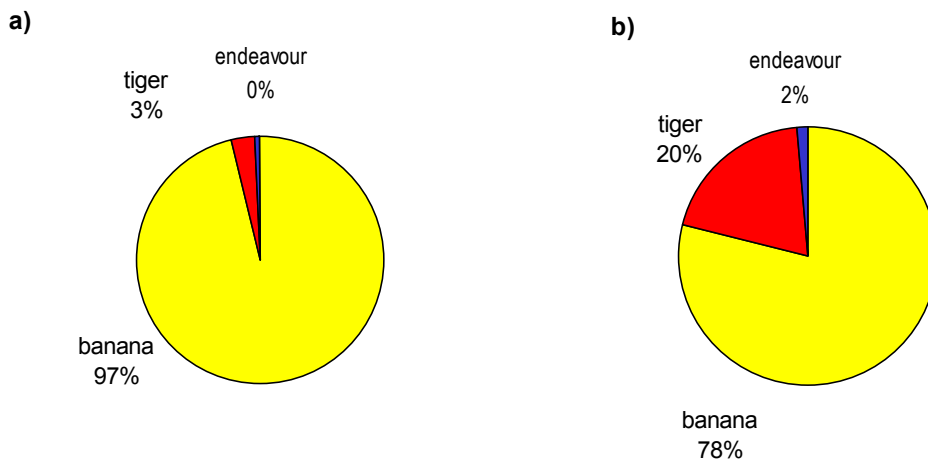 a)
endeavour
0%
tiger
3%
banana
97%
b)
endeavour
2%
tiger
20%
banana
78%